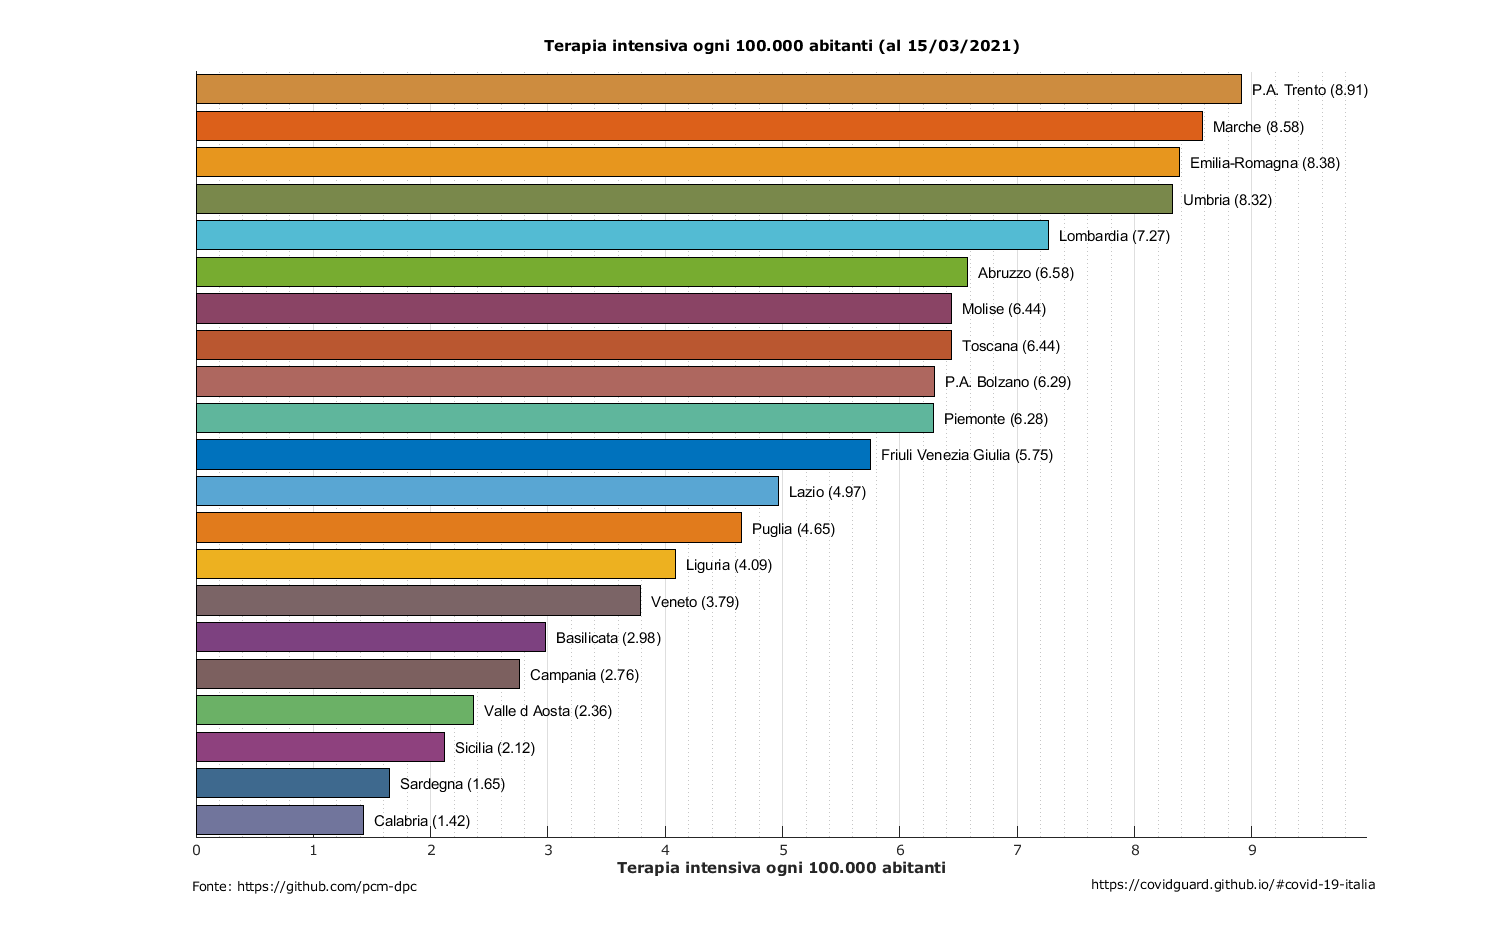 Terapia intensiva ogni 100.000 abitanti (al 15/03/2021)
P.A. Trento (8.91)
Marche (8.58)
Emilia-Romagna (8.38)
Umbria (8.32)
Lombardia (7.27)
Abruzzo (6.58)
Molise (6.44)
Toscana (6.44)
P.A. Bolzano (6.29)
Piemonte (6.28)
Friuli Venezia Giulia (5.75)
Lazio (4.97)
Puglia (4.65)
Liguria (4.09)
Veneto (3.79)
Basilicata (2.98)
Campania (2.76)
Valle d Aosta (2.36)
Sicilia (2.12)
Sardegna (1.65)
Calabria (1.42)
0 1 2 3 4 5 6 7 8 9
Terapia intensiva ogni 100.000 abitanti
Fonte: https://github.com/pcm-dpc
https://covidguard.github.io/#covid-19-italia